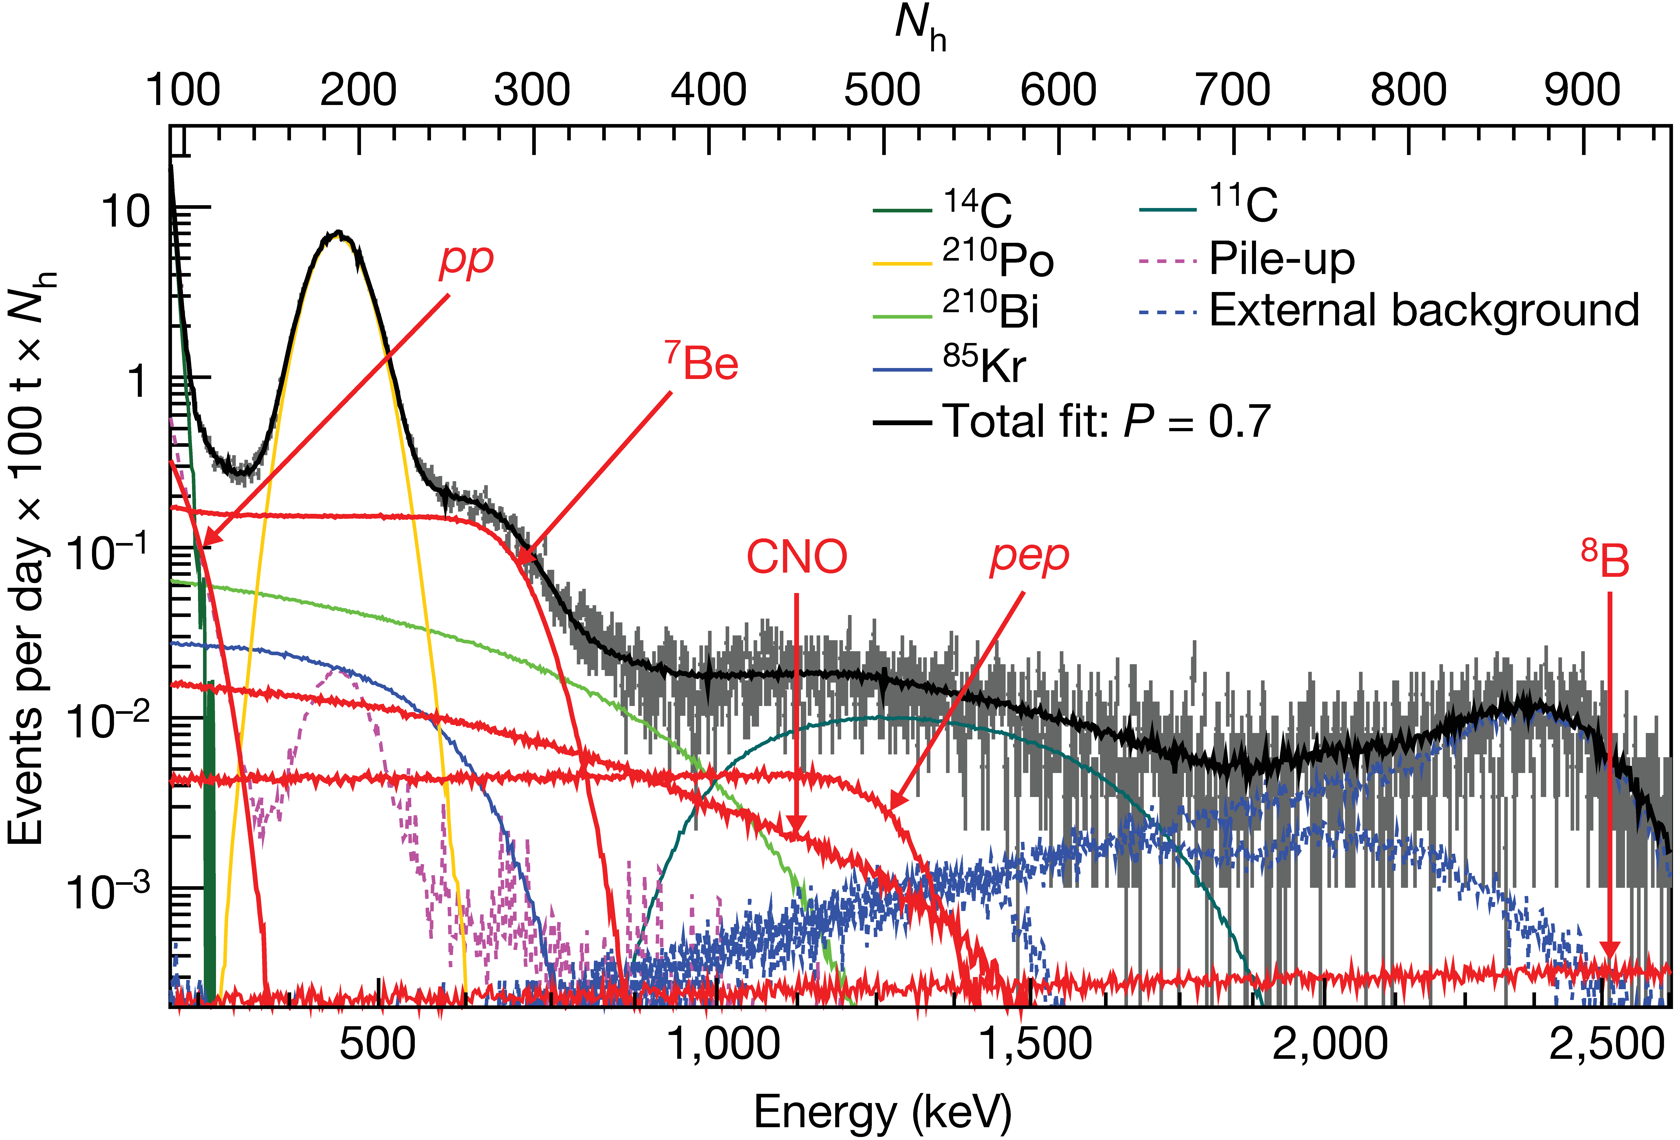 N_h
100 200 300 400 500 600 700 800 900
Events per day × 100 t × N_h
10
1
10⁻¹
10⁻²
10⁻³
¹⁴C
²¹⁰Po
²¹⁰Bi
⁸⁵Kr
Total fit: P = 0.7
¹¹C
Pile-up
External background
pp
⁷Be
CNO
pep
⁸B
500 1,000 1,500 2,000 2,500
Energy (keV)